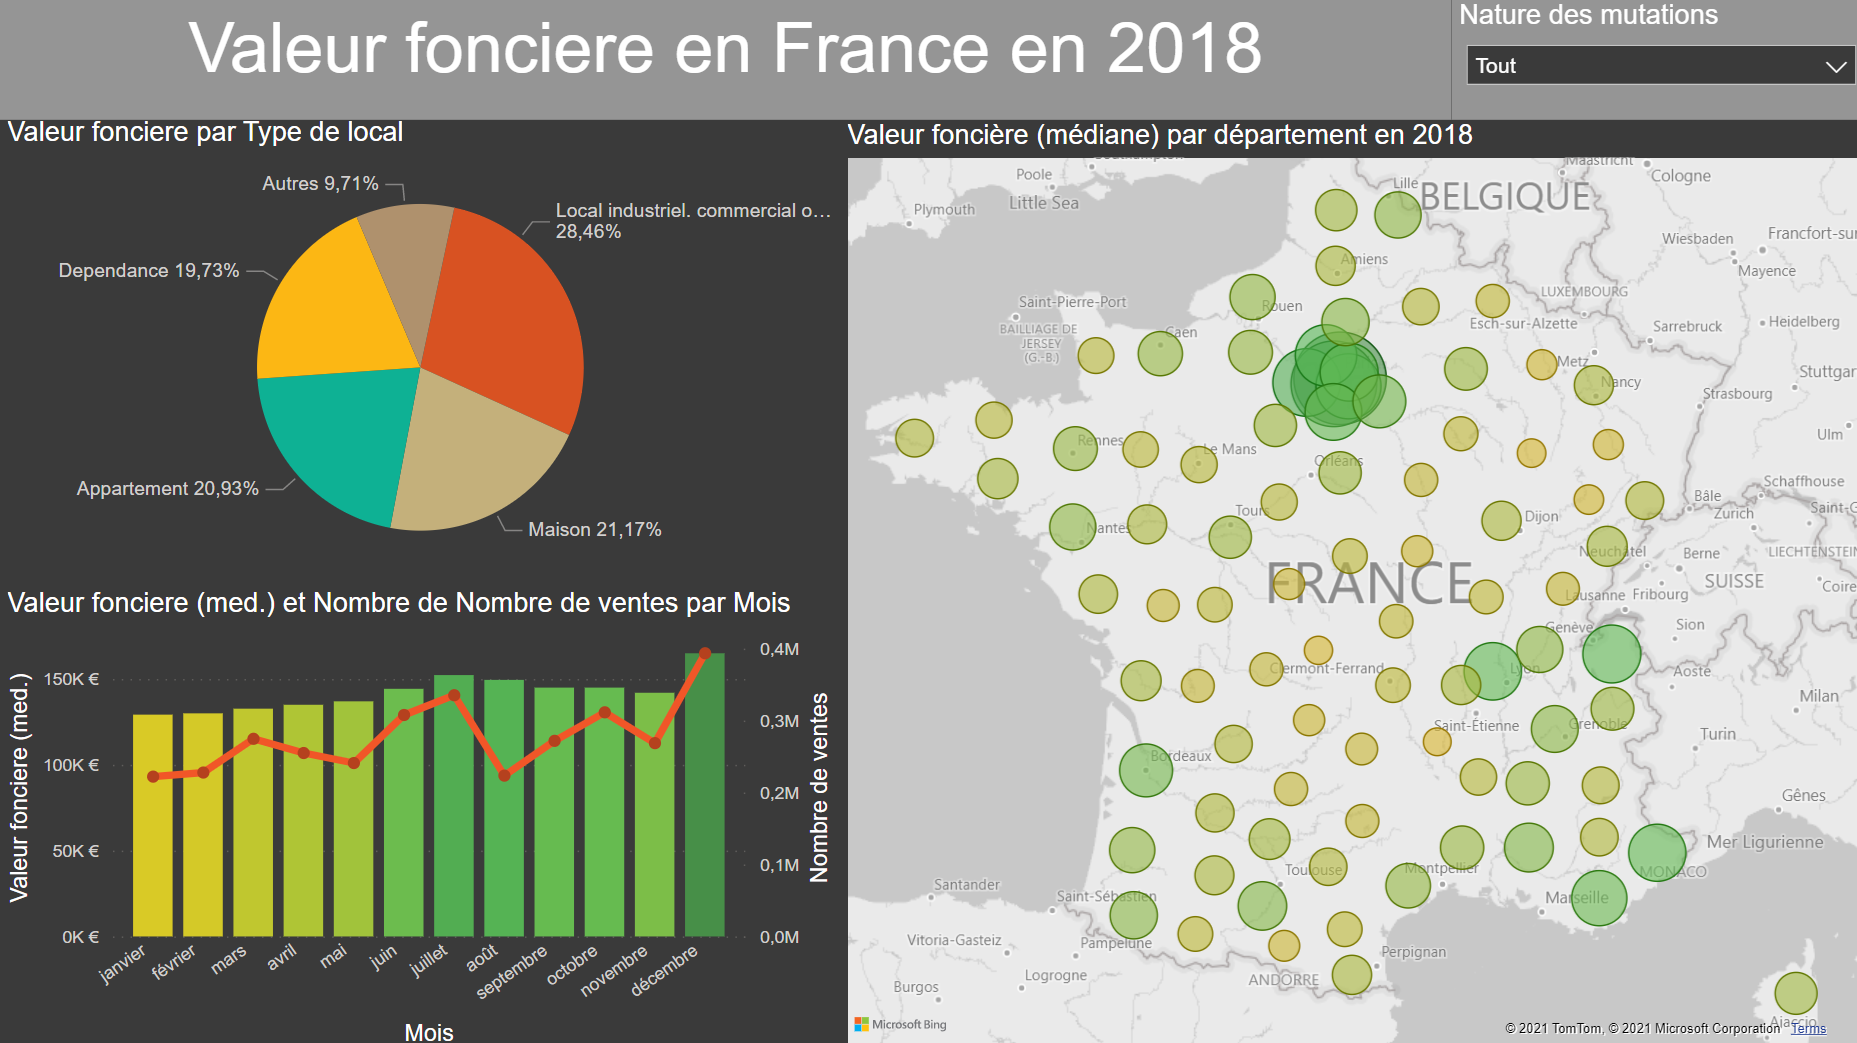 Valeur fonciere en France en 2018
Nature des mutations
Tout
Valeur fonciere par Type de local
Autres 9,71%
Local industriel. commercial o…
28,46%
Dependance 19,73%
Appartement 20,93%
Maison 21,17%
Valeur fonciere (med.) et Nombre de Nombre de ventes par Mois
Valeur fonciere (med.)
150K €
100K €
50K €
0K €
0,4M
0,3M
0,2M
0,1M
0,0M
Nombre de ventes
janvier
février
mars
avril
mai
juin
juillet
août
septembre
octobre
novembre
décembre
Mois
Valeur foncière (médiane) par département en 2018
Southampton
Maastricht
Poole
Lille
BELGIQUE
Cologne
Little Sea
Plymouth
Wiesbaden
Francfort-sur
Amiens
Mayence
Saint-Pierre-Port
Rouen
LUXEMBOURG
BAILLIAGE DE
JERSEY
(G.-B.)
Caen
Esch-sur-Alzette
Sarrebruck
Heidelberg
Metz
Nancy
Stuttgar
Strasbourg
Rennes
Le Mans
Ulm
Orléans
Schaffhouse
Bâle
Tours
Zurich
Saint-G
Nantes
Dijon
Neuchâtel
Berne
LIECHTENSTEIN
FRANCE
SUISSE
Coire
Lausanne
Fribourg
Genève
Sion
Clermont-Ferrand
Lyon
Aoste
Milan
Saint-Étienne
Grenoble
Turin
Bordeaux
Gênes
Montpellier
Mer Ligurienne
Toulouse
MONACO
Santander
Saint-Sébastien
Marseille
Vitoria-Gasteiz
Pampelune
Perpignan
Logrogne
ANDORRE
Burgos
Ajaccio
Microsoft Bing
© 2021 TomTom, © 2021 Microsoft Corporation Terms